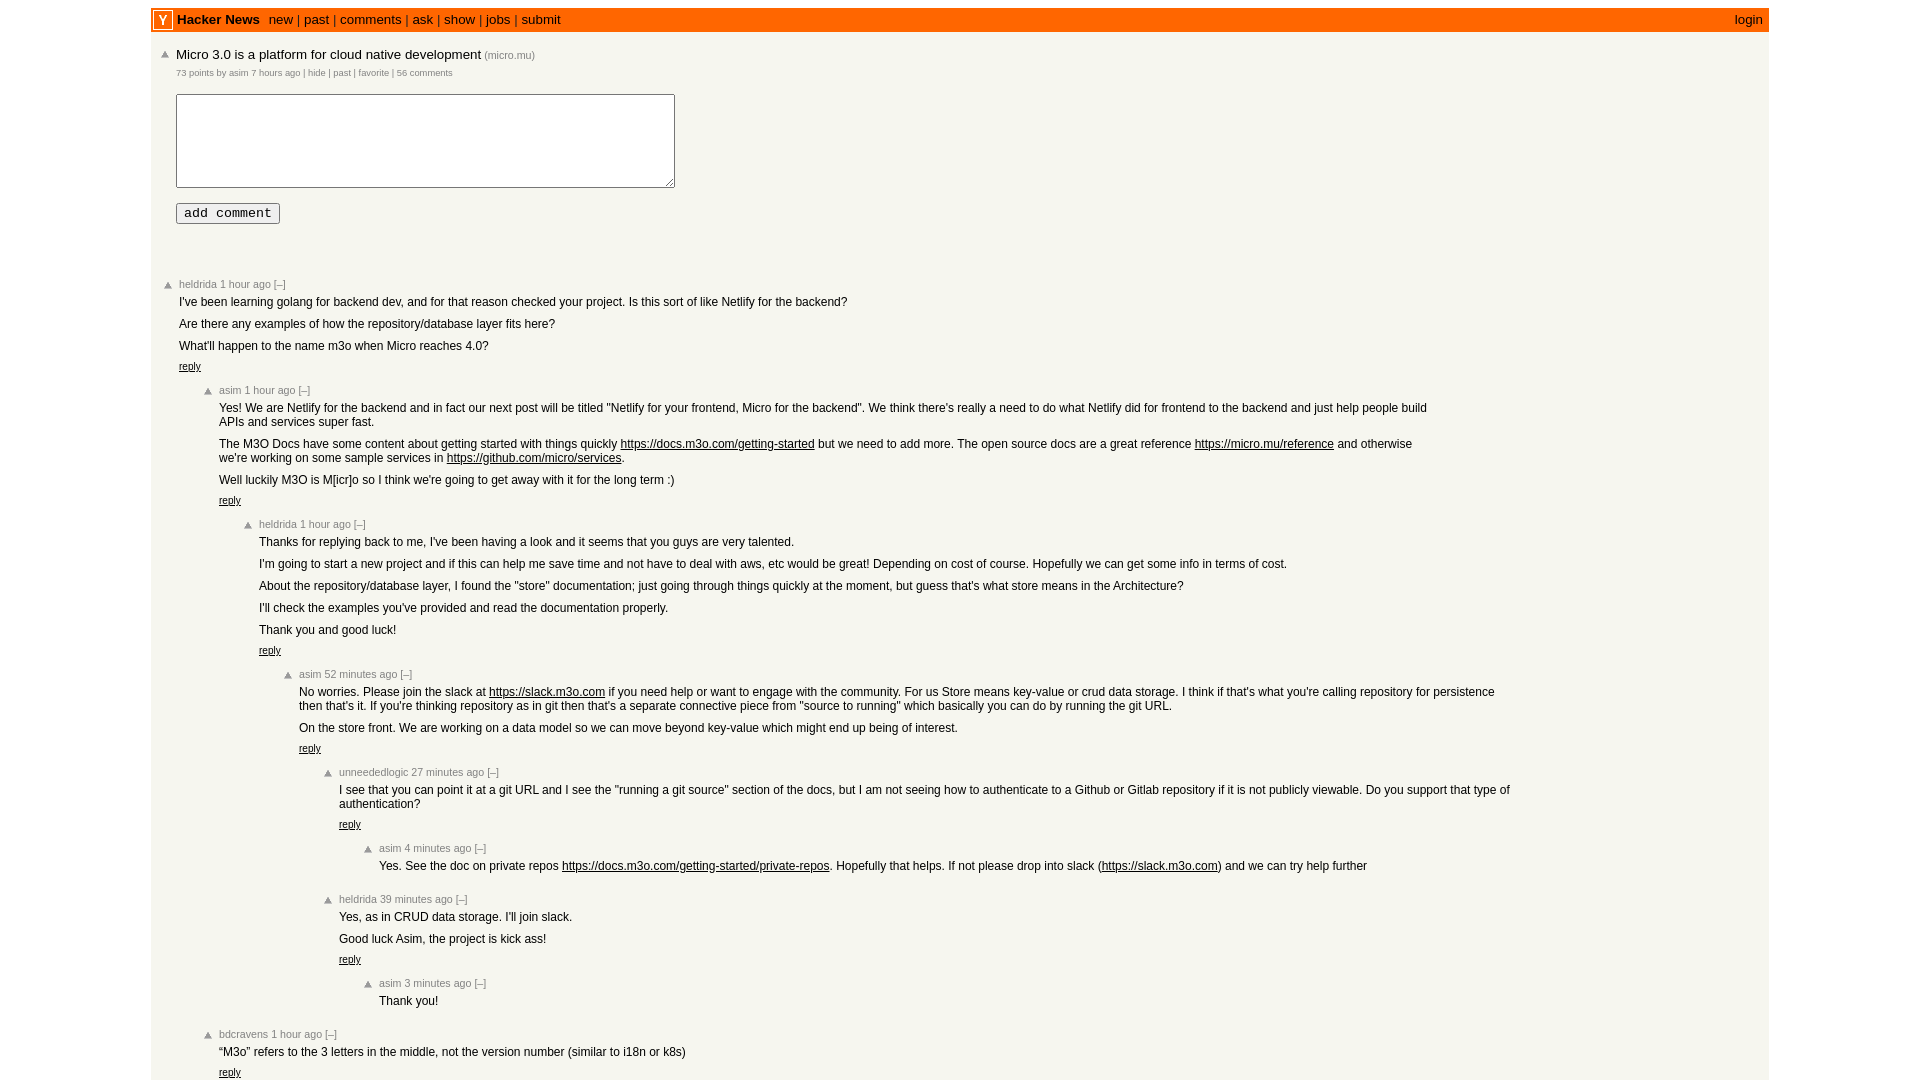 Y Hacker News new | past | comments | ask | show | jobs | submit login
Micro 3.0 is a platform for cloud native development (micro.mu)
73 points by asim 7 hours ago | hide | past | favorite | 56 comments
add comment
heldrida 1 hour ago [–]
I've been learning golang for backend dev, and for that reason checked your project. Is this sort of like Netlify for the backend?
Are there any examples of how the repository/database layer fits here?
What'll happen to the name m3o when Micro reaches 4.0?
reply
asim 1 hour ago [–]
Yes! We are Netlify for the backend and in fact our next post will be titled "Netlify for your frontend, Micro for the backend". We think there's really a need to do what Netlify did for frontend to the backend and just help people build
APIs and services super fast.
The M3O Docs have some content about getting started with things quickly https://docs.m3o.com/getting-started but we need to add more. The open source docs are a great reference https://micro.mu/reference and otherwise
we're working on some sample services in https://github.com/micro/services.
Well luckily M3O is M[icr]o so I think we're going to get away with it for the long term :)
reply
heldrida 1 hour ago [–]
Thanks for replying back to me, I've been having a look and it seems that you guys are very talented.
I'm going to start a new project and if this can help me save time and not have to deal with aws, etc would be great! Depending on cost of course. Hopefully we can get some info in terms of cost.
About the repository/database layer, I found the "store" documentation; just going through things quickly at the moment, but guess that's what store means in the Architecture?
I'll check the examples you've provided and read the documentation properly.
Thank you and good luck!
reply
asim 52 minutes ago [–]
No worries. Please join the slack at https://slack.m3o.com if you need help or want to engage with the community. For us Store means key-value or crud data storage. I think if that's what you're calling repository for persistence
then that's it. If you're thinking repository as in git then that's a separate connective piece from "source to running" which basically you can do by running the git URL.
On the store front. We are working on a data model so we can move beyond key-value which might end up being of interest.
reply
unneededlogic 27 minutes ago [–]
I see that you can point it at a git URL and I see the "running a git source" section of the docs, but I am not seeing how to authenticate to a Github or Gitlab repository if it is not publicly viewable. Do you support that type of
authentication?
reply
asim 4 minutes ago [–]
Yes. See the doc on private repos https://docs.m3o.com/getting-started/private-repos. Hopefully that helps. If not please drop into slack (https://slack.m3o.com) and we can try help further
heldrida 39 minutes ago [–]
Yes, as in CRUD data storage. I'll join slack.
Good luck Asim, the project is kick ass!
reply
asim 3 minutes ago [–]
Thank you!
bdcravens 1 hour ago [–]
“M3o” refers to the 3 letters in the middle, not the version number (similar to i18n or k8s)
reply